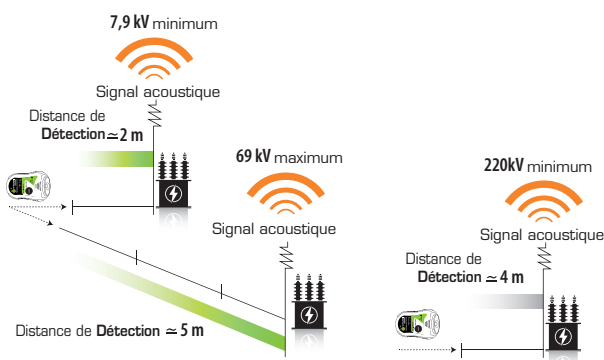 7,9 kV minimum
Signal acoustique
Distance de
Détection ≃ 2 m
69 kV maximum
Signal acoustique
Distance de Détection ≃ 5 m
220kV minimum
Signal acoustique
Distance de
Détection ≃ 4 m